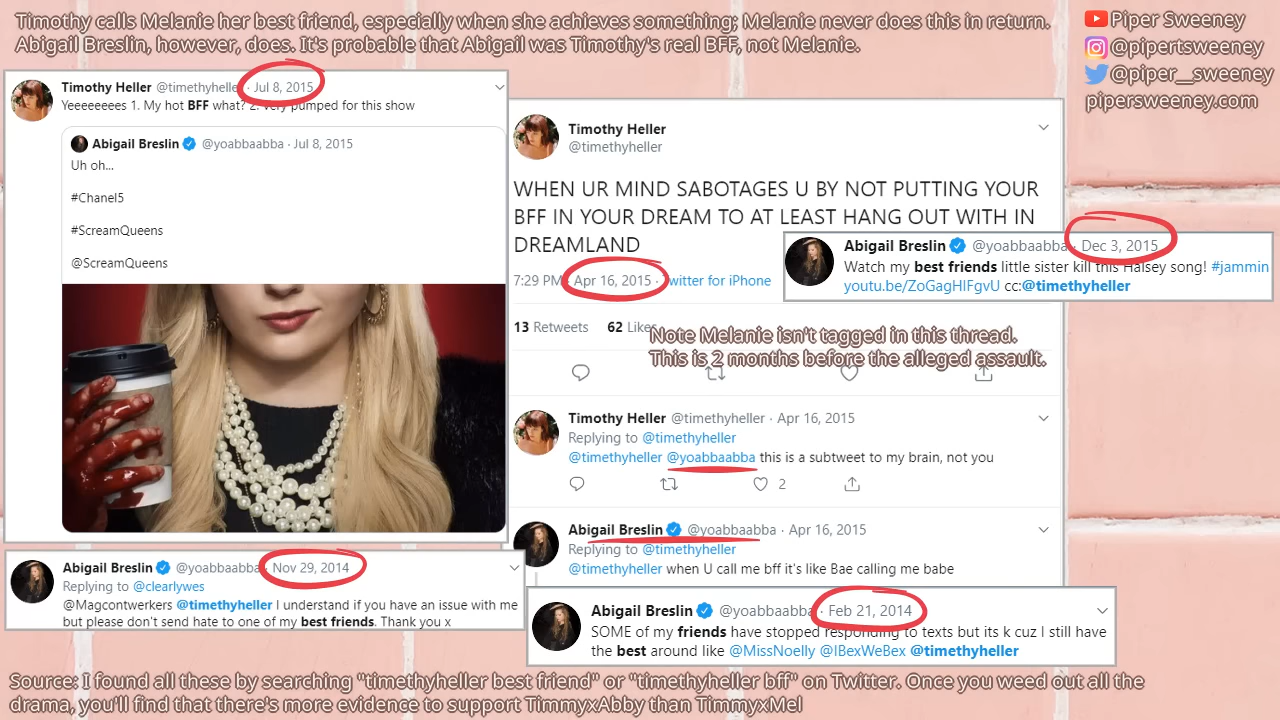 Timothy calls Melanie her best friend, especially when she achieves something; Melanie never does this in return.
Abigail Breslin, however, does. It's probable that Abigail was Timothy's real BFF, not Melanie.
Piper Sweeney
@pipertsweeney
@piper__sweeney
pipersweeney.com
Timothy Heller @timethyheller · Jul 8, 2015
Yeeeeeeees 1. My hot BFF what? 2. Very pumped for this show
Abigail Breslin @yoabbaabba · Jul 8, 2015
Uh oh...
#Chanel5
#ScreamQueens
@ScreamQueens
Timothy Heller
@timethyheller
WHEN UR MIND SABOTAGES U BY NOT PUTTING YOUR
BFF IN YOUR DREAM TO AT LEAST HANG OUT WITH IN
DREAMLAND
7:29 PM · Apr 16, 2015 · Twitter for iPhone
13 Retweets 62 Likes
Abigail Breslin @yoabbaabba · Dec 3, 2015
Watch my best friends little sister kill this Halsey song! #jammin
youtu.be/ZoGagHlFgvU cc:@timethyheller
Note Melanie isn't tagged in this thread.
This is 2 months before the alleged assault.
Timothy Heller @timethyheller · Apr 16, 2015
Replying to @timethyheller
@timethyheller @yoabbaabba this is a subtweet to my brain, not you
2
Abigail Breslin @yoabbaabba · Apr 16, 2015
Replying to @timethyheller
@timethyheller when U call me bff it's like Bae calling me babe
Abigail Breslin @yoabbaabba · Nov 29, 2014
Replying to @clearlywes
@Magcontwerkers @timethyheller I understand if you have an issue with me
but please don't send hate to one of my best friends. Thank you x
Abigail Breslin @yoabbaabba · Feb 21, 2014
SOME of my friends have stopped responding to texts but its k cuz I still have
the best around like @MissNoelly @IBexWeBex @timethyheller
Source: I found all these by searching "timethyheller best friend" or "timethyheller bff" on Twitter. Once you weed out all the
drama, you'll find that there's more evidence to support TimmyxAbby than TimmyxMel